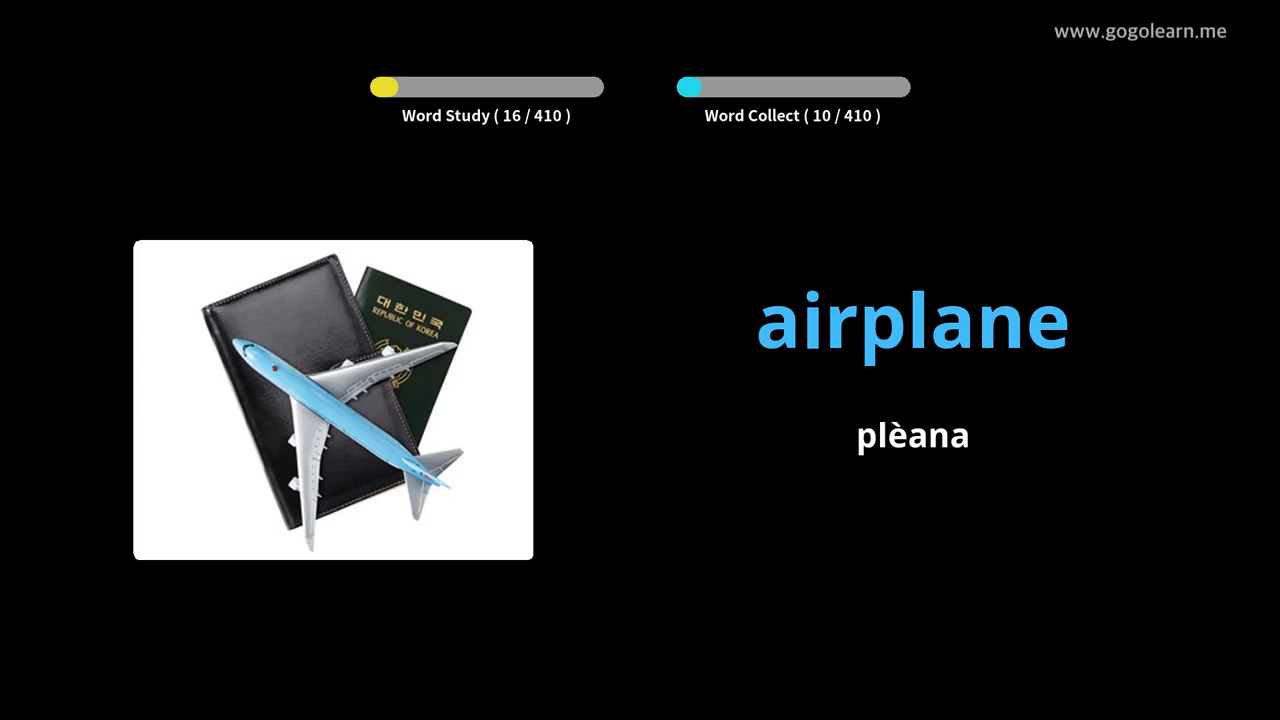 www.gogolearn.me
Word Study ( 16 / 410 )
Word Collect ( 10 / 410 )
대한민국
REPUBLIC OF KOREA
airplane
plèana